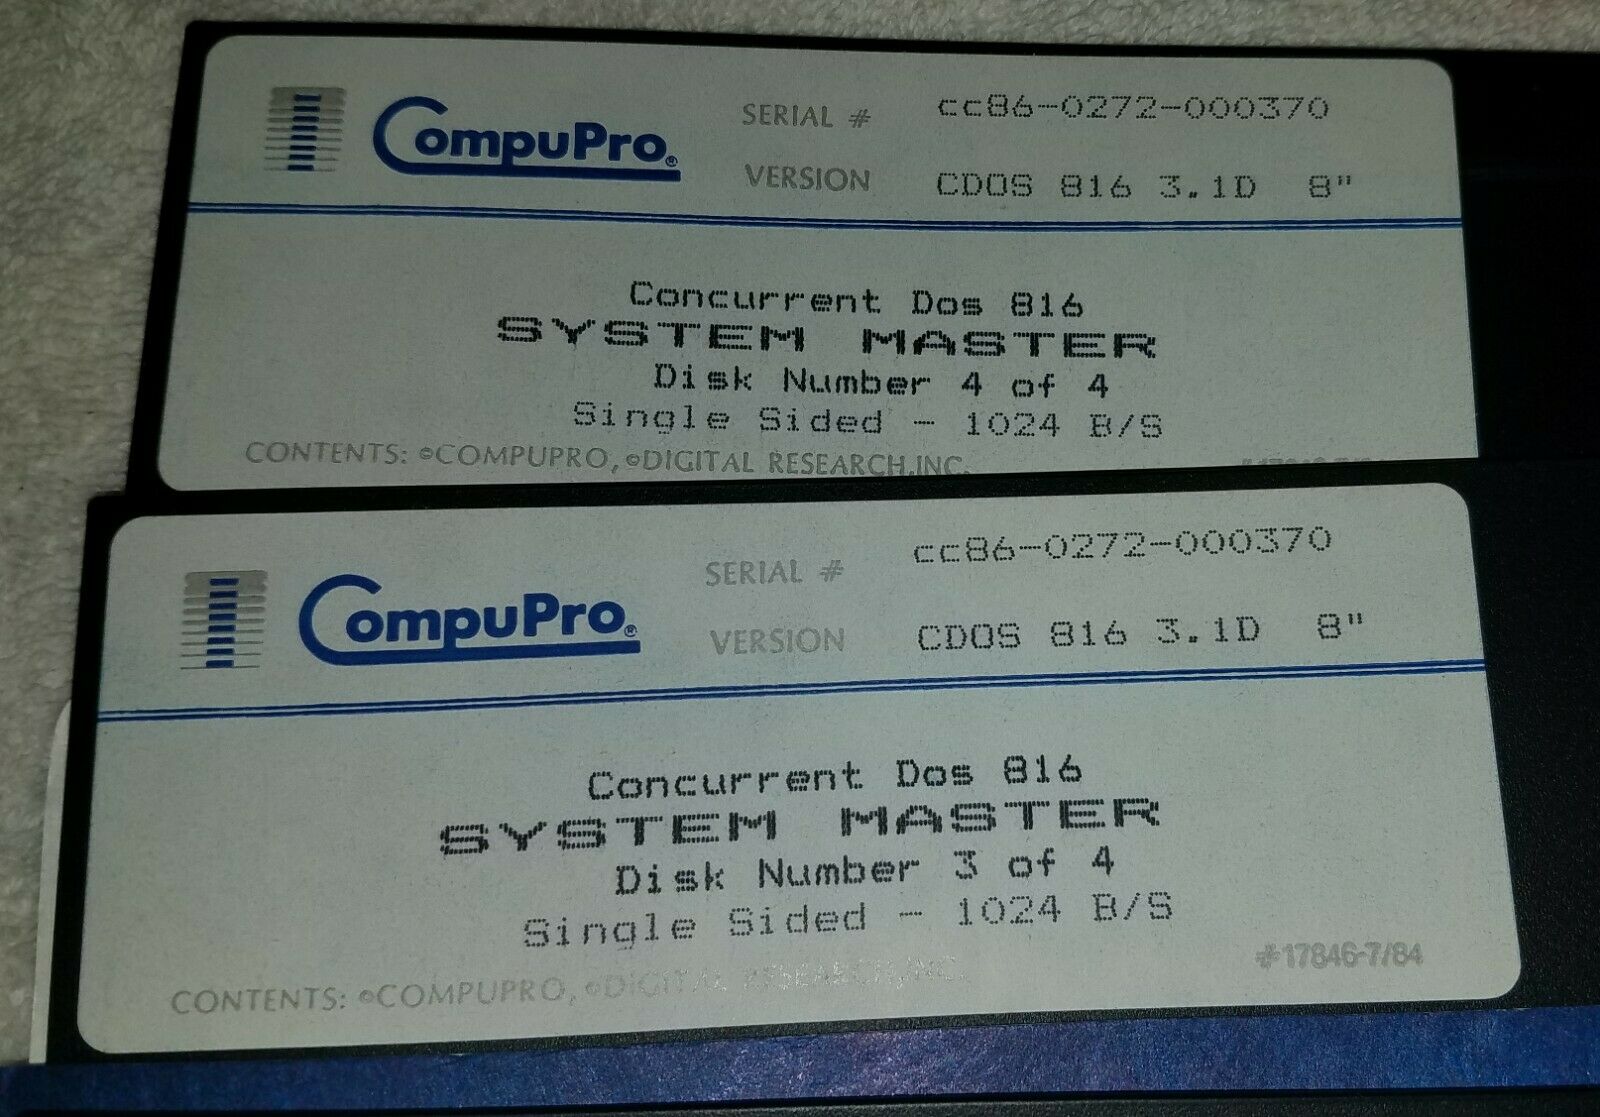 CompuPro®
SERIAL # cc86-0272-000370
VERSION CDOS 816 3.1D 8"
Concurrent Dos 816
SYSTEM MASTER
Disk Number 4 of 4
Single Sided - 1024 B/S
CONTENTS: ©COMPUPRO, ©DIGITAL RESEARCH, INC.
CompuPro®
SERIAL # cc86-0272-000370
VERSION CDOS 816 3.1D 8"
Concurrent Dos 816
SYSTEM MASTER
Disk Number 3 of 4
Single Sided - 1024 B/S
#17846-7/84
CONTENTS: ©COMPUPRO, ©DIGITAL RESEARCH, INC.